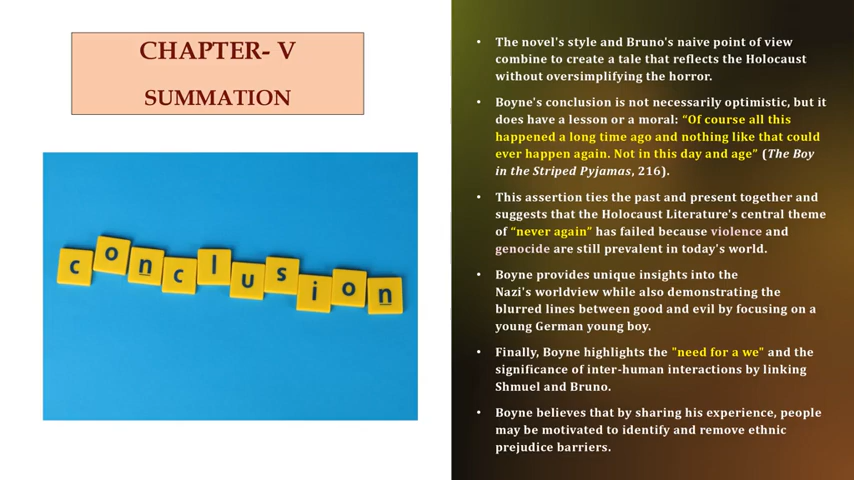 CHAPTER- V
SUMMATION
conclusion
• The novel's style and Bruno's naive point of view
combine to create a tale that reflects the Holocaust
without oversimplifying the horror.
• Boyne's conclusion is not necessarily optimistic, but it
does have a lesson or a moral: “Of course all this
happened a long time ago and nothing like that could
ever happen again. Not in this day and age” (The Boy
in the Striped Pyjamas, 216).
• This assertion ties the past and present together and
suggests that the Holocaust Literature's central theme
of “never again” has failed because violence and
genocide are still prevalent in today's world.
• Boyne provides unique insights into the
Nazi's worldview while also demonstrating the
blurred lines between good and evil by focusing on a
young German young boy.
• Finally, Boyne highlights the "need for a we" and the
significance of inter-human interactions by linking
Shmuel and Bruno.
• Boyne believes that by sharing his experience, people
may be motivated to identify and remove ethnic
prejudice barriers.